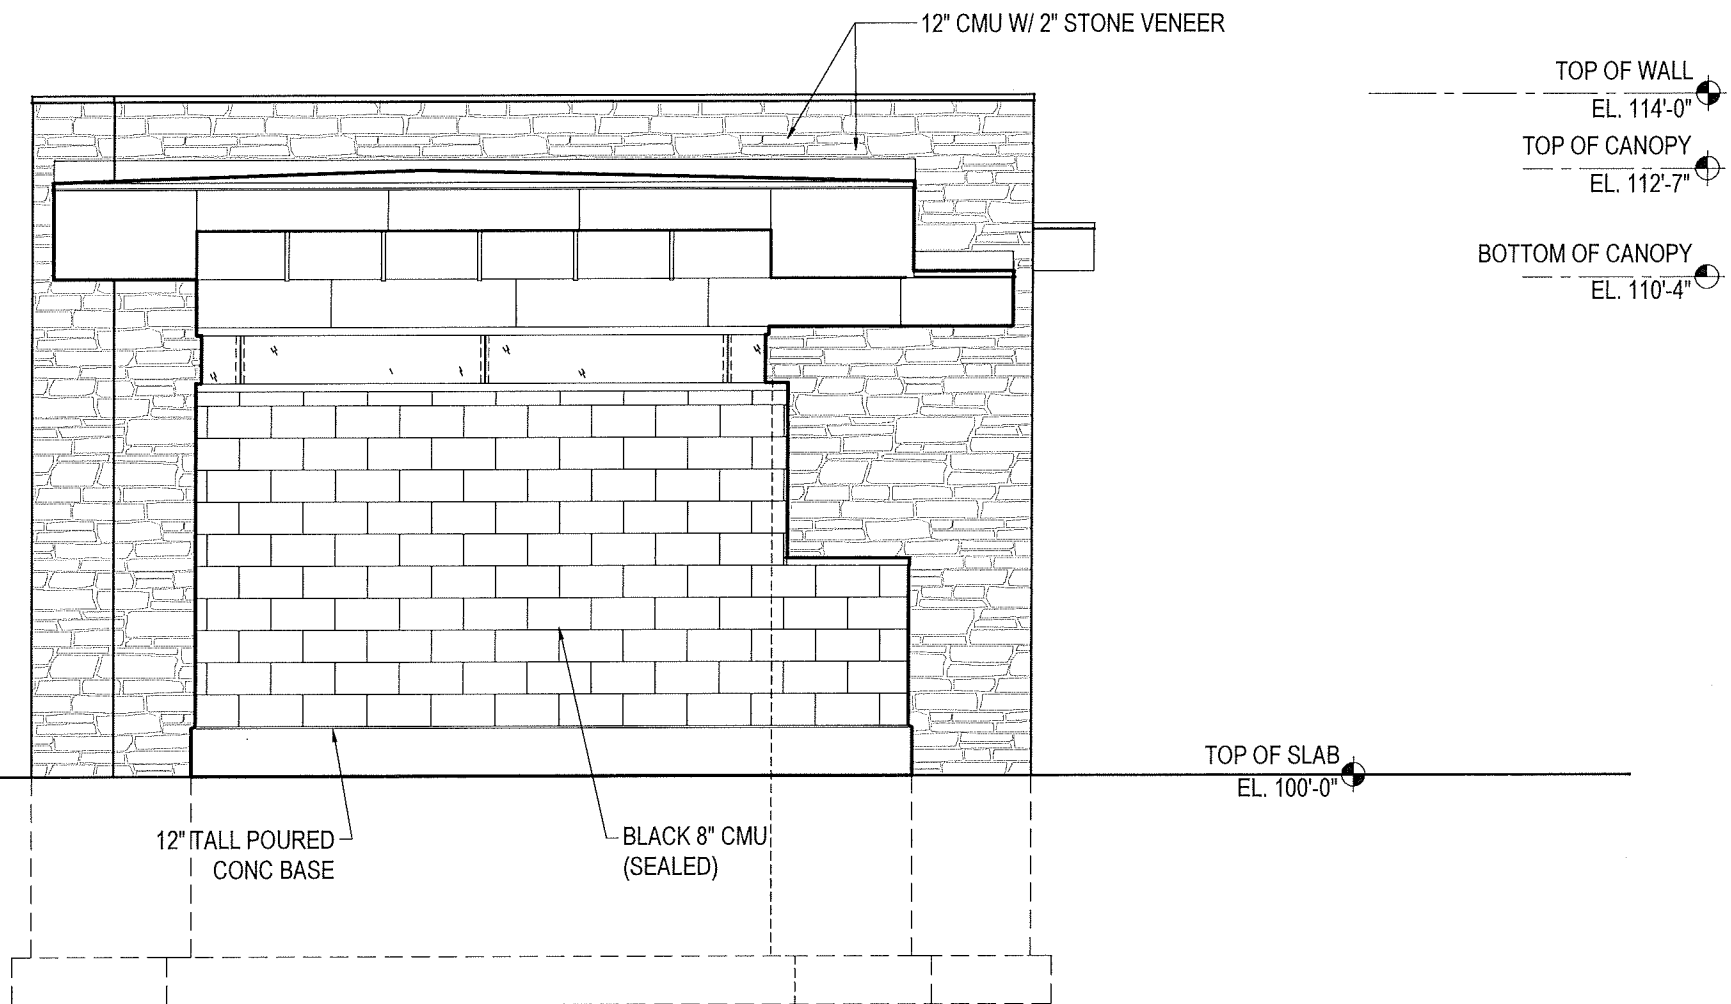 12" CMU W/ 2" STONE VENEER
TOP OF WALL
EL. 114'-0"
TOP OF CANOPY
EL. 112'-7"
BOTTOM OF CANOPY
EL. 110'-4"
TOP OF SLAB
EL. 100'-0"
12" TALL POURED
CONC BASE
BLACK 8" CMU
(SEALED)